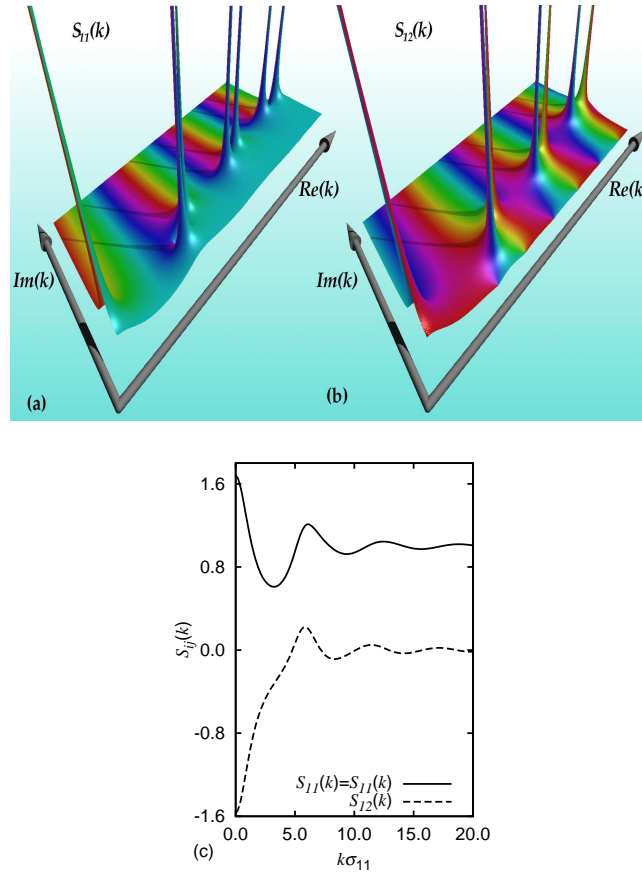 S11(k)
S12(k)
Re(k)
Re(k)
Im(k)
Im(k)
(a)
(b)
1.6
0.8
0.0
-0.8
-1.6
Sij(k)
S11(k)=S11(k)
S12(k)
0.0 5.0 10.0 15.0 20.0
(c)
kσ11